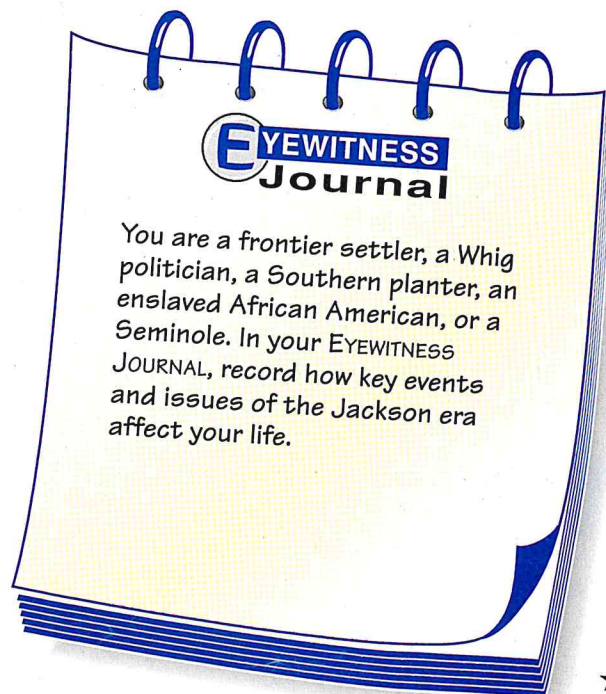 EYEWITNESS
Journal
You are a frontier settler, a Whig
politician, a Southern planter, an
enslaved African American, or a
Seminole. In your EYEWITNESS
JOURNAL, record how key events
and issues of the Jackson era
affect your life.